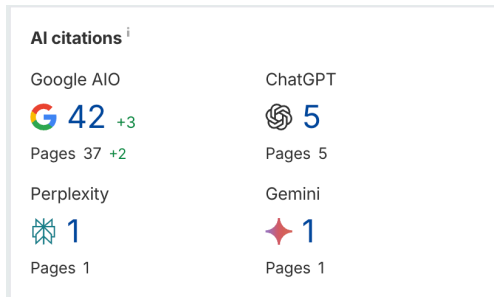 AI citations i
Google AIO
42 +3
Pages 37 +2
ChatGPT
5
Pages 5
Perplexity
1
Pages 1
Gemini
1
Pages 1